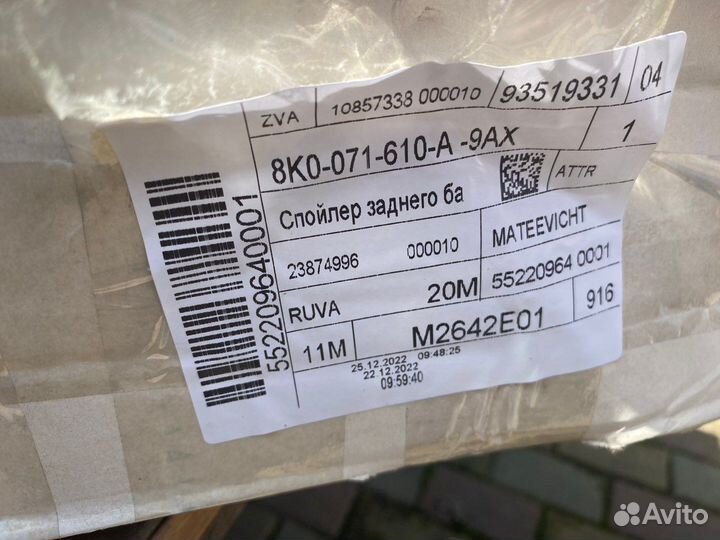 ZVA 10857338 000010 93519331 04
8K0-071-610-A -9AX 1
Спойлер заднего ба ATTR
23874996 000010 MATEEVICHT
RUVA 20M 55220964 0001
11M M2642E01 916
25.12.2022 09:48:25
22.12.2022
09:59:40
552209640001
Avito